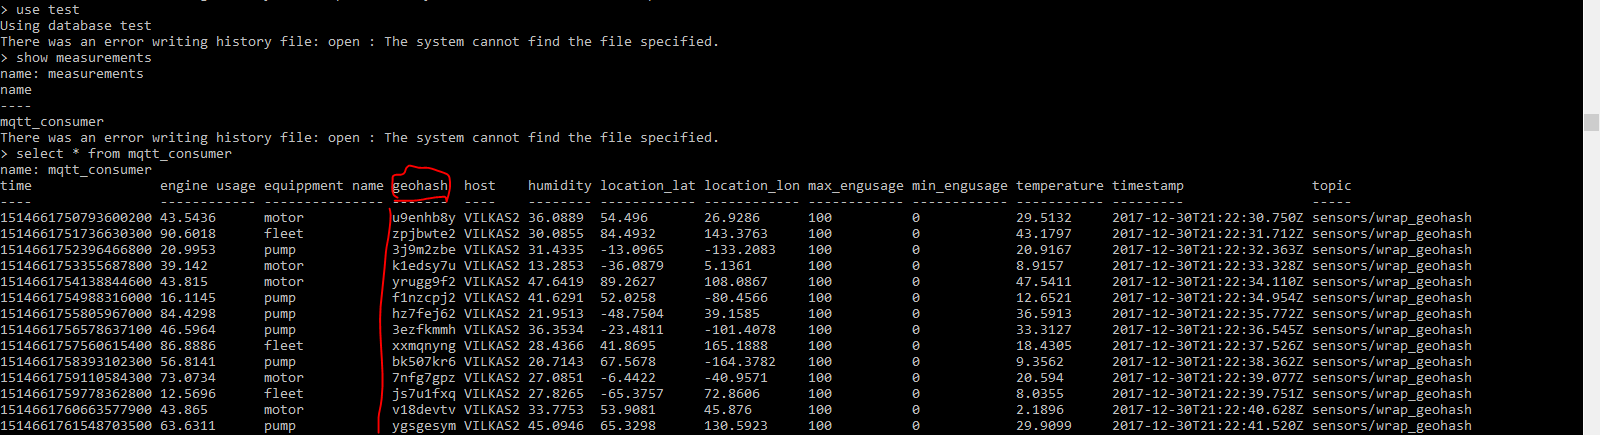 > use test
Using database test
There was an error writing history file: open : The system cannot find the file specified.
> show measurements
name: measurements
name
----
mqtt_consumer
There was an error writing history file: open : The system cannot find the file specified.
> select * from mqtt_consumer
name: mqtt_consumer
time engine usage equippment name geohash host humidity location_lat location_lon max_engusage min_engusage temperature timestamp topic
---- ------------ --------------- ------- ---- -------- ------------ ------------ ------------ ------------ ----------- --------- -----
1514661750793600200 43.5436 motor u9enhb8y VILKAS2 36.0889 54.496 26.9286 100 0 29.5132 2017-12-30T21:22:30.750Z sensors/wrap_geohash
1514661751736630300 90.6018 fleet zpjbwte2 VILKAS2 30.0855 84.4932 143.3763 100 0 43.1797 2017-12-30T21:22:31.712Z sensors/wrap_geohash
1514661752396466800 20.9953 pump 3j9m2zbe VILKAS2 31.4335 -13.0965 -133.2083 100 0 20.9167 2017-12-30T21:22:32.363Z sensors/wrap_geohash
1514661753355687800 39.142 motor k1edsy7u VILKAS2 13.2853 -36.0879 5.1361 100 0 8.9157 2017-12-30T21:22:33.328Z sensors/wrap_geohash
1514661754138844600 43.815 motor yrugg9f2 VILKAS2 47.6419 89.2627 108.0867 100 0 47.5411 2017-12-30T21:22:34.110Z sensors/wrap_geohash
1514661754988316000 16.1145 pump f1nzcpj2 VILKAS2 41.6291 52.0258 -80.4566 100 0 12.6521 2017-12-30T21:22:34.954Z sensors/wrap_geohash
1514661755805967000 84.4298 pump hz7fej62 VILKAS2 21.9513 -48.7504 39.1585 100 0 36.5913 2017-12-30T21:22:35.772Z sensors/wrap_geohash
1514661756578637100 46.5964 pump 3ezfkmmh VILKAS2 36.3534 -23.4811 -101.4078 100 0 33.3127 2017-12-30T21:22:36.545Z sensors/wrap_geohash
1514661757560615400 86.8886 fleet xxmqnyng VILKAS2 28.4366 41.8695 165.1888 100 0 18.4305 2017-12-30T21:22:37.526Z sensors/wrap_geohash
1514661758393102300 56.8141 pump bk507kr6 VILKAS2 20.7143 67.5678 -164.3782 100 0 9.3562 2017-12-30T21:22:38.362Z sensors/wrap_geohash
1514661759110584300 73.0734 motor 7nfg7gpz VILKAS2 27.0851 -6.4422 -40.9571 100 0 20.594 2017-12-30T21:22:39.077Z sensors/wrap_geohash
1514661759778362800 12.5696 fleet js7u1fxq VILKAS2 27.8265 -65.3757 72.8606 100 0 8.0355 2017-12-30T21:22:39.751Z sensors/wrap_geohash
1514661760663577900 43.865 motor v18devtv VILKAS2 33.7753 53.9081 45.876 100 0 2.1896 2017-12-30T21:22:40.628Z sensors/wrap_geohash
1514661761548703500 63.6311 pump ygsgesym VILKAS2 45.0946 65.3298 130.5923 100 0 29.9099 2017-12-30T21:22:41.520Z sensors/wrap_geohash